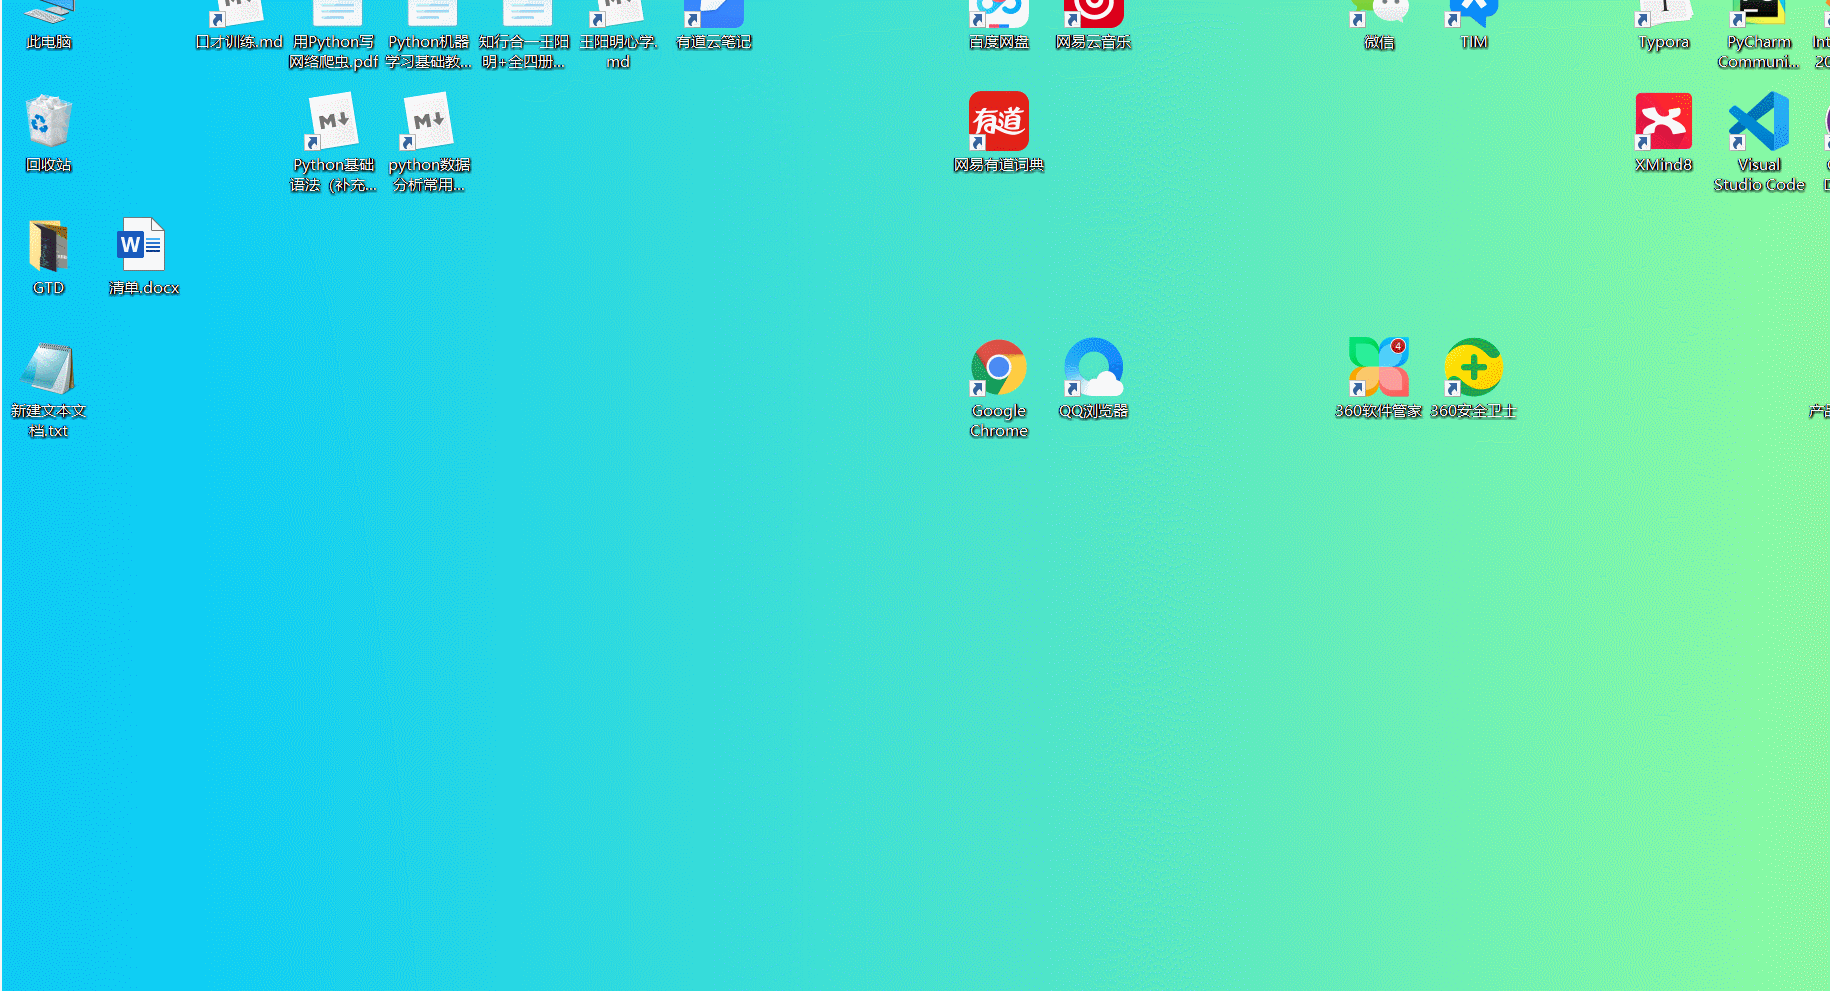 此电脑
口才训练.md
用Python写
网络爬虫.pdf
Python机器
学习基础教...
知行合一王阳
明+全四册...
王阳明心学.
md
有道云笔记
百度网盘
网易云音乐
微信
TIM
Typora
PyCharm
Communi...
回收站
M
Python基础
语法（补充...
M
python数据
分析常用...
有道
网易有道词典
XMind8
Visual
Studio Code
GTD
W
清单.docx
新建文本文
档.txt
Google
Chrome
QQ浏览器
4
360软件管家
360安全卫士